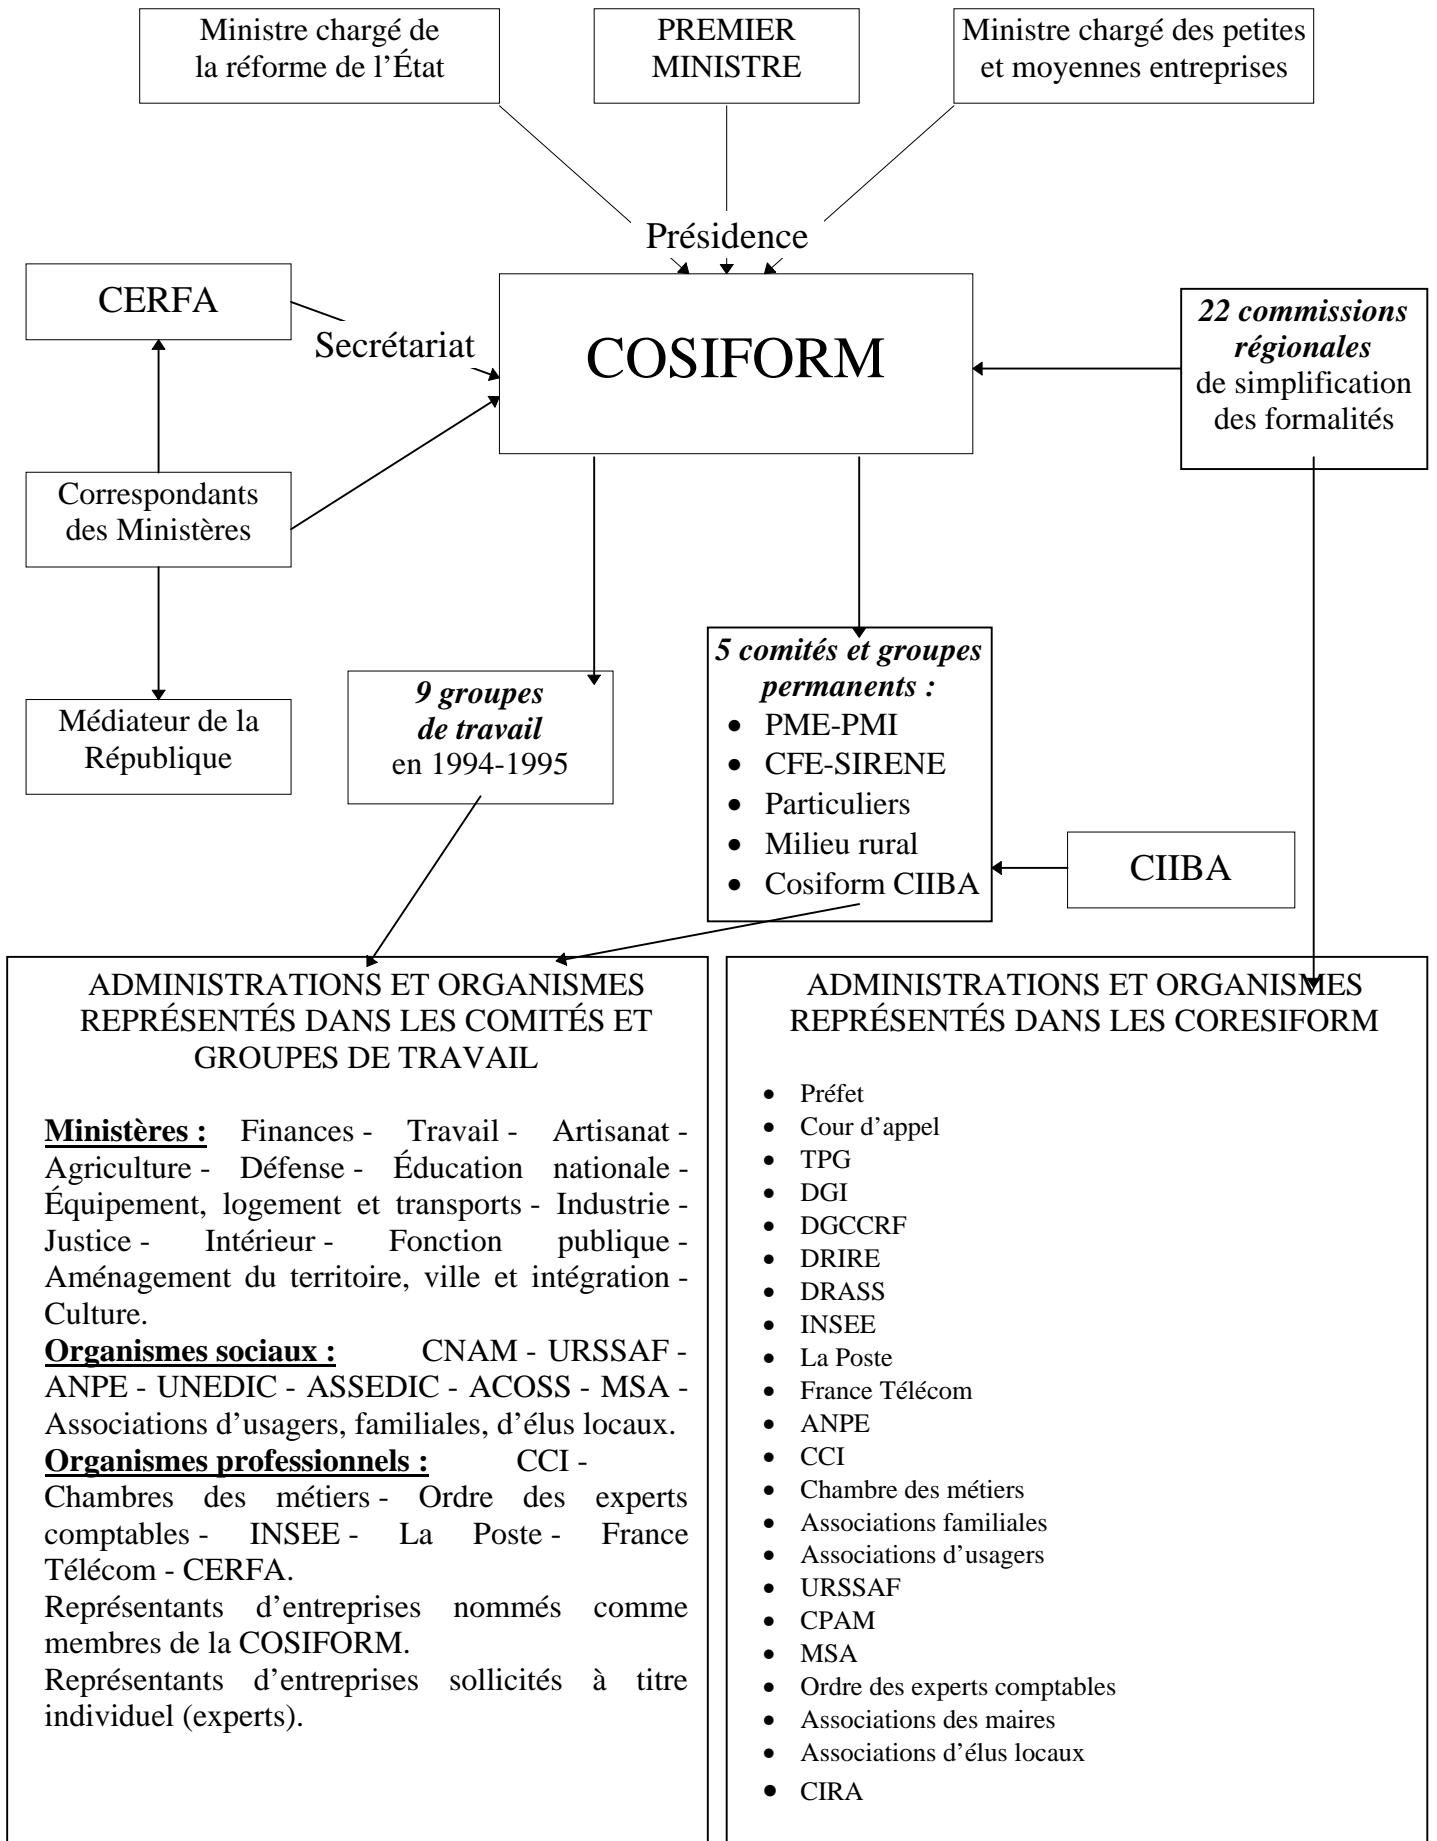 Ministre chargé de
la réforme de l’État
PREMIER
MINISTRE
Ministre chargé des petites
et moyennes entreprises
Présidence
CERFA
Secrétariat
COSIFORM
22 commissions
régionales
de simplification
des formalités
Correspondants
des Ministères
Médiateur de la
République
9 groupes
de travail
en 1994-1995
5 comités et groupes
permanents :
• PME-PMI
• CFE-SIRENE
• Particuliers
• Milieu rural
• Cosiform CIIBA
CIIBA
ADMINISTRATIONS ET ORGANISMES
REPRÉSENTÉS DANS LES COMITÉS ET
GROUPES DE TRAVAIL
Ministères : Finances - Travail - Artisanat -
Agriculture - Défense - Éducation nationale -
Équipement, logement et transports - Industrie -
Justice - Intérieur - Fonction publique -
Aménagement du territoire, ville et intégration -
Culture.
Organismes sociaux : CNAM - URSSAF -
ANPE - UNEDIC - ASSEDIC - ACOSS - MSA -
Associations d’usagers, familiales, d’élus locaux.
Organismes professionnels : CCI -
Chambres des métiers - Ordre des experts
comptables - INSEE - La Poste - France
Télécom - CERFA.
Représentants d’entreprises nommés comme
membres de la COSIFORM.
Représentants d’entreprises sollicités à titre
individuel (experts).
ADMINISTRATIONS ET ORGANISMES
REPRÉSENTÉS DANS LES CORESIFORM
• Préfet
• Cour d’appel
• TPG
• DGI
• DGCCRF
• DRIRE
• DRASS
• INSEE
• La Poste
• France Télécom
• ANPE
• CCI
• Chambre des métiers
• Associations familiales
• Associations d’usagers
• URSSAF
• CPAM
• MSA
• Ordre des experts comptables
• Associations des maires
• Associations d’élus locaux
• CIRA